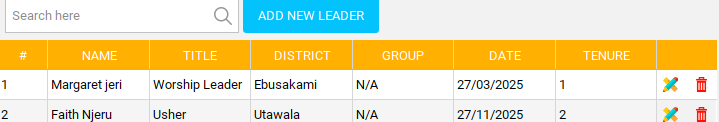 Search here
ADD NEW LEADER
# NAME TITLE DISTRICT GROUP DATE TENURE
1 Margaret jeri Worship Leader Ebusakami N/A 27/03/2025 1
2 Faith Njeru Usher Utawala N/A 27/11/2025 2